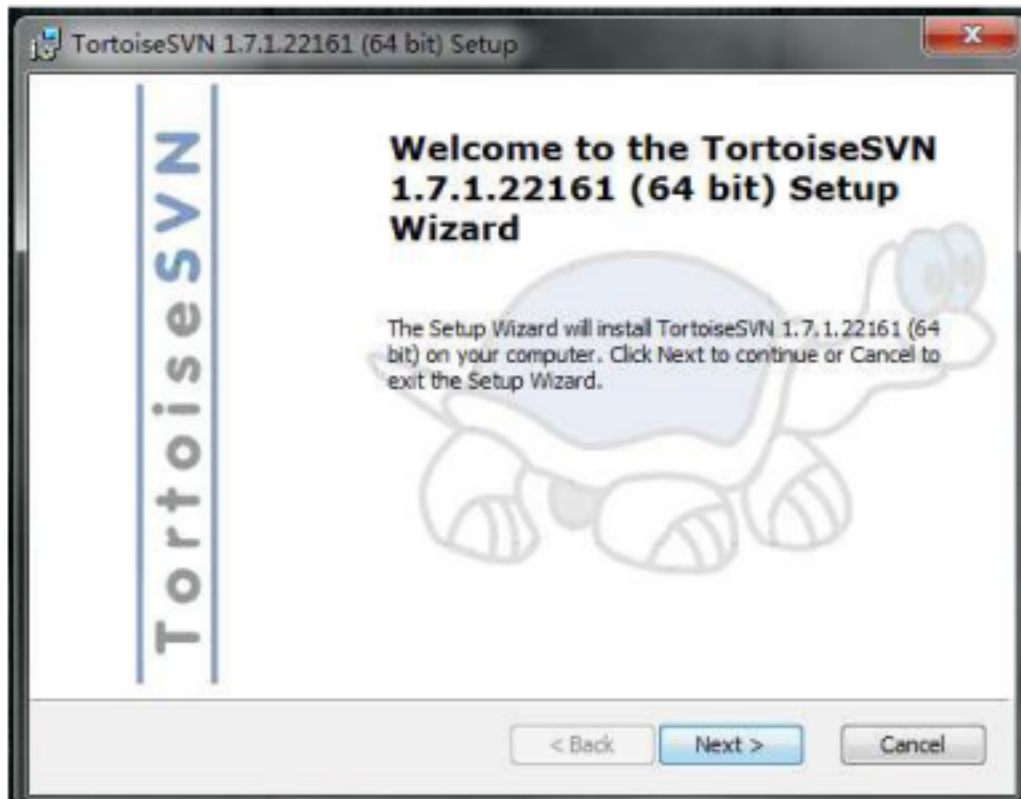 TortoiseSVN 1.7.1.22161 (64 bit) Setup
x
TortoiseSVN
Welcome to the TortoiseSVN
1.7.1.22161 (64 bit) Setup
Wizard
The Setup Wizard will install TortoiseSVN 1.7.1.22161 (64
bit) on your computer. Click Next to continue or Cancel to
exit the Setup Wizard.
< Back
Next >
Cancel